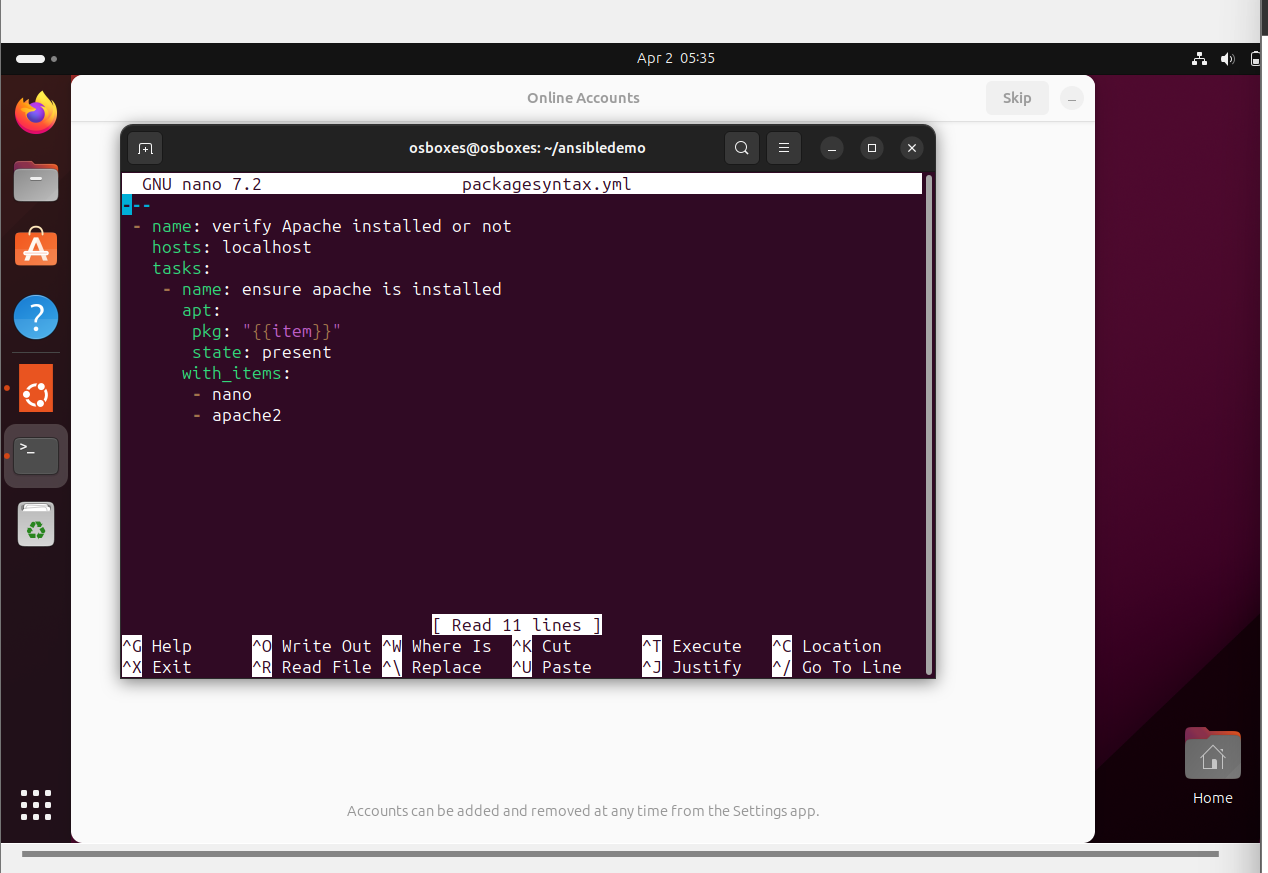 Apr 2 05:35
Online Accounts
Skip
osboxes@osboxes: ~/ansibledemo
GNU nano 7.2 packagesyntax.yml
---
- name: verify Apache installed or not
  hosts: localhost
  tasks:
   - name: ensure apache is installed
     apt:
      pkg: "{{item}}"
      state: present
     with_items:
      - nano
      - apache2
[ Read 11 lines ]
^G Help ^O Write Out ^W Where Is ^K Cut ^T Execute ^C Location
^X Exit ^R Read File ^\ Replace ^U Paste ^J Justify ^/ Go To Line
Home
Accounts can be added and removed at any time from the Settings app.